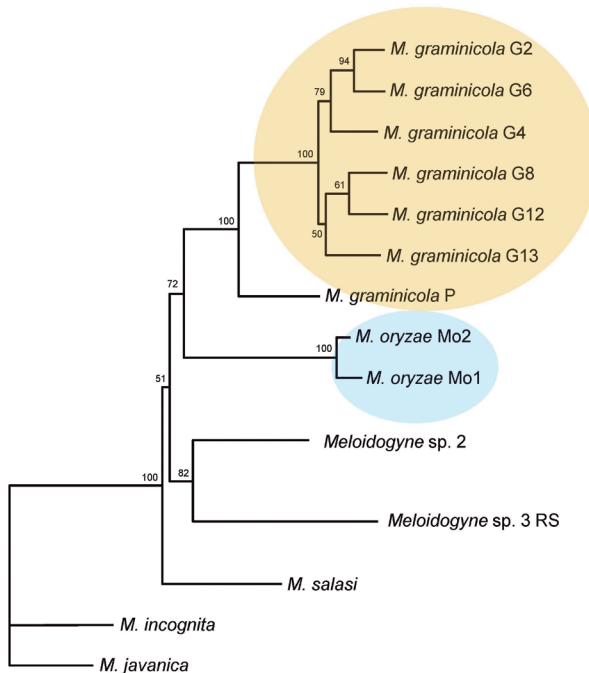 94
M. graminicola G2
M. graminicola G6
79
M. graminicola G4
100
61
M. graminicola G8
M. graminicola G12
50
M. graminicola G13
100
M. graminicola P
72
100
M. oryzae Mo2
M. oryzae Mo1
51
82
Meloidogyne sp. 2
Meloidogyne sp. 3 RS
100
M. salasi
M. incognita
M. javanica